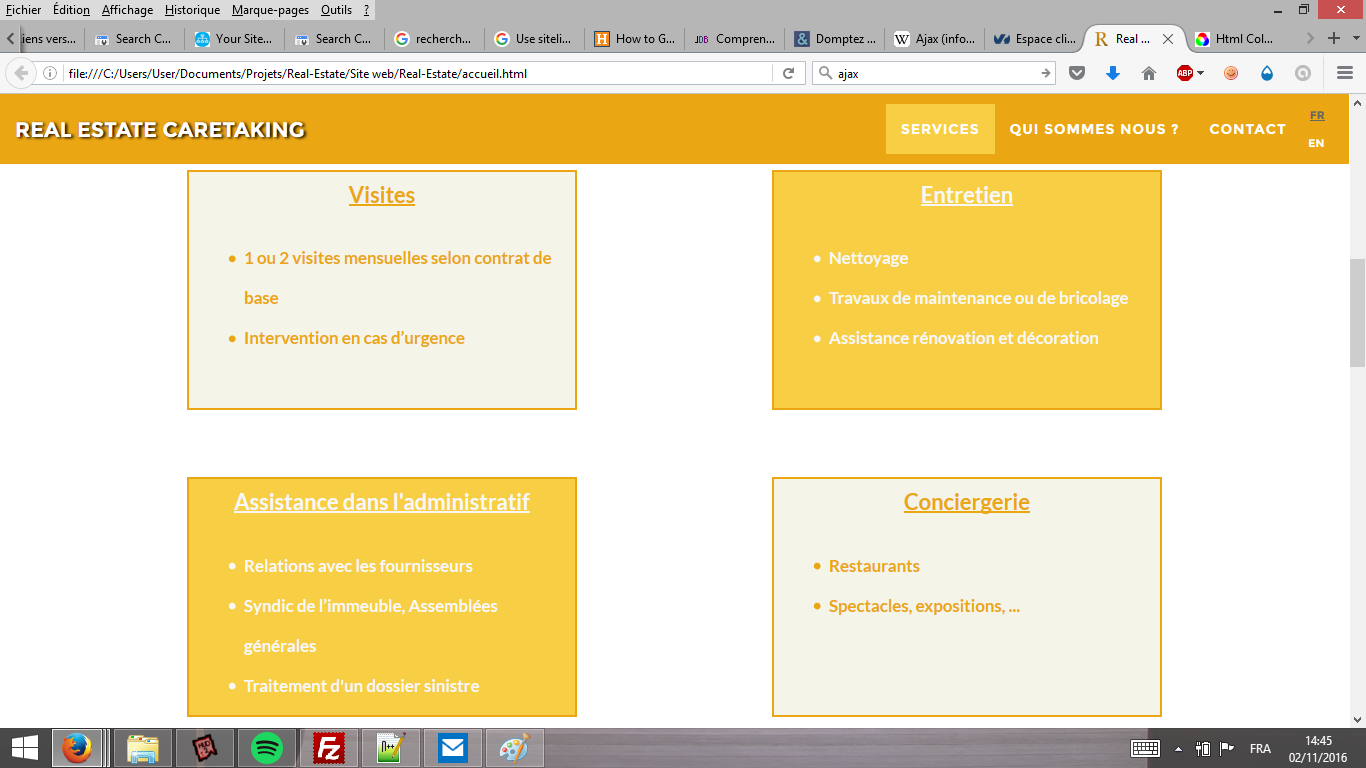 Fichier Édition Affichage Historique Marque-pages Outils ?
iens vers... Search C... Your Site... Search C... recherch... Use siteli... How to G... JDB Compren... Domptez ... Ajax (info... Espace cli... Real ... Html Col...
file:///C:/Users/User/Documents/Projets/Real-Estate/Site web/Real-Estate/accueil.html ajax ABP
REAL ESTATE CARETAKING SERVICES QUI SOMMES NOUS ? CONTACT FR
EN
Visites
• 1 ou 2 visites mensuelles selon contrat de
base
• Intervention en cas d’urgence
Entretien
• Nettoyage
• Travaux de maintenance ou de bricolage
• Assistance rénovation et décoration
Assistance dans l'administratif
• Relations avec les fournisseurs
• Syndic de l’immeuble, Assemblées
générales
• Traitement d'un dossier sinistre
Conciergerie
• Restaurants
• Spectacles, expositions, ...
FRA 14:45
02/11/2016